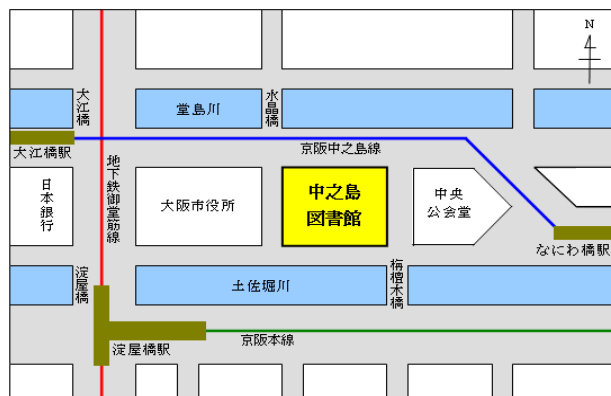 N
大江橋
堂島川
水晶橋
大江橋駅
京阪中之島線
地下鉄御堂筋線
日本銀行
大阪市役所
中之島
図書館
中央
公会堂
なにわ橋駅
淀屋橋
土佐堀川
栴檀木橋
淀屋橋駅
京阪本線